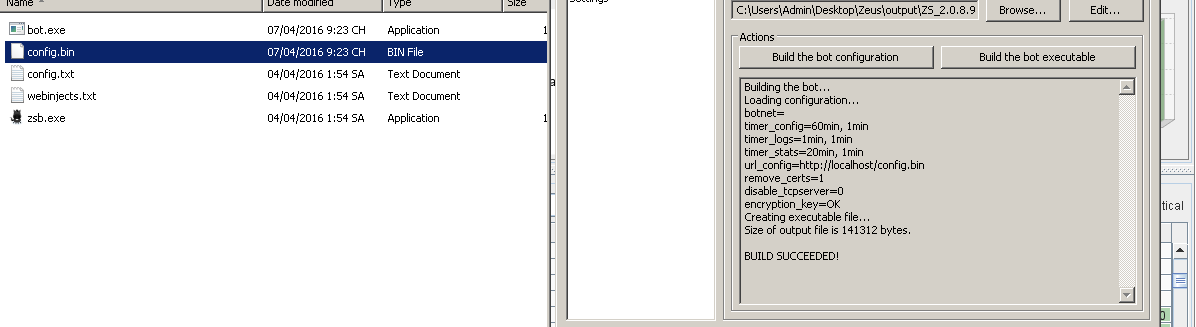 Name Date modified Type Size
bot.exe 07/04/2016 9:23 CH Application 1
config.bin 07/04/2016 9:23 CH BIN File
config.txt 04/04/2016 1:54 SA Text Document
webinjects.txt 04/04/2016 1:54 SA Text Document
zsb.exe 04/04/2016 1:54 SA Application 1
C:\Users\Admin\Desktop\Zeus\output\ZS_2.0.8.9 Browse... Edit...
Actions
Build the bot configuration Build the bot executable
Building the bot...
Loading configuration...
botnet=
timer_config=60min, 1min
timer_logs=1min, 1min
timer_stats=20min, 1min
url_config=http://localhost/config.bin
remove_certs=1
disable_tcpserver=0
encryption_key=OK
Creating executable file...
Size of output file is 141312 bytes.
BUILD SUCCEEDED!
tical